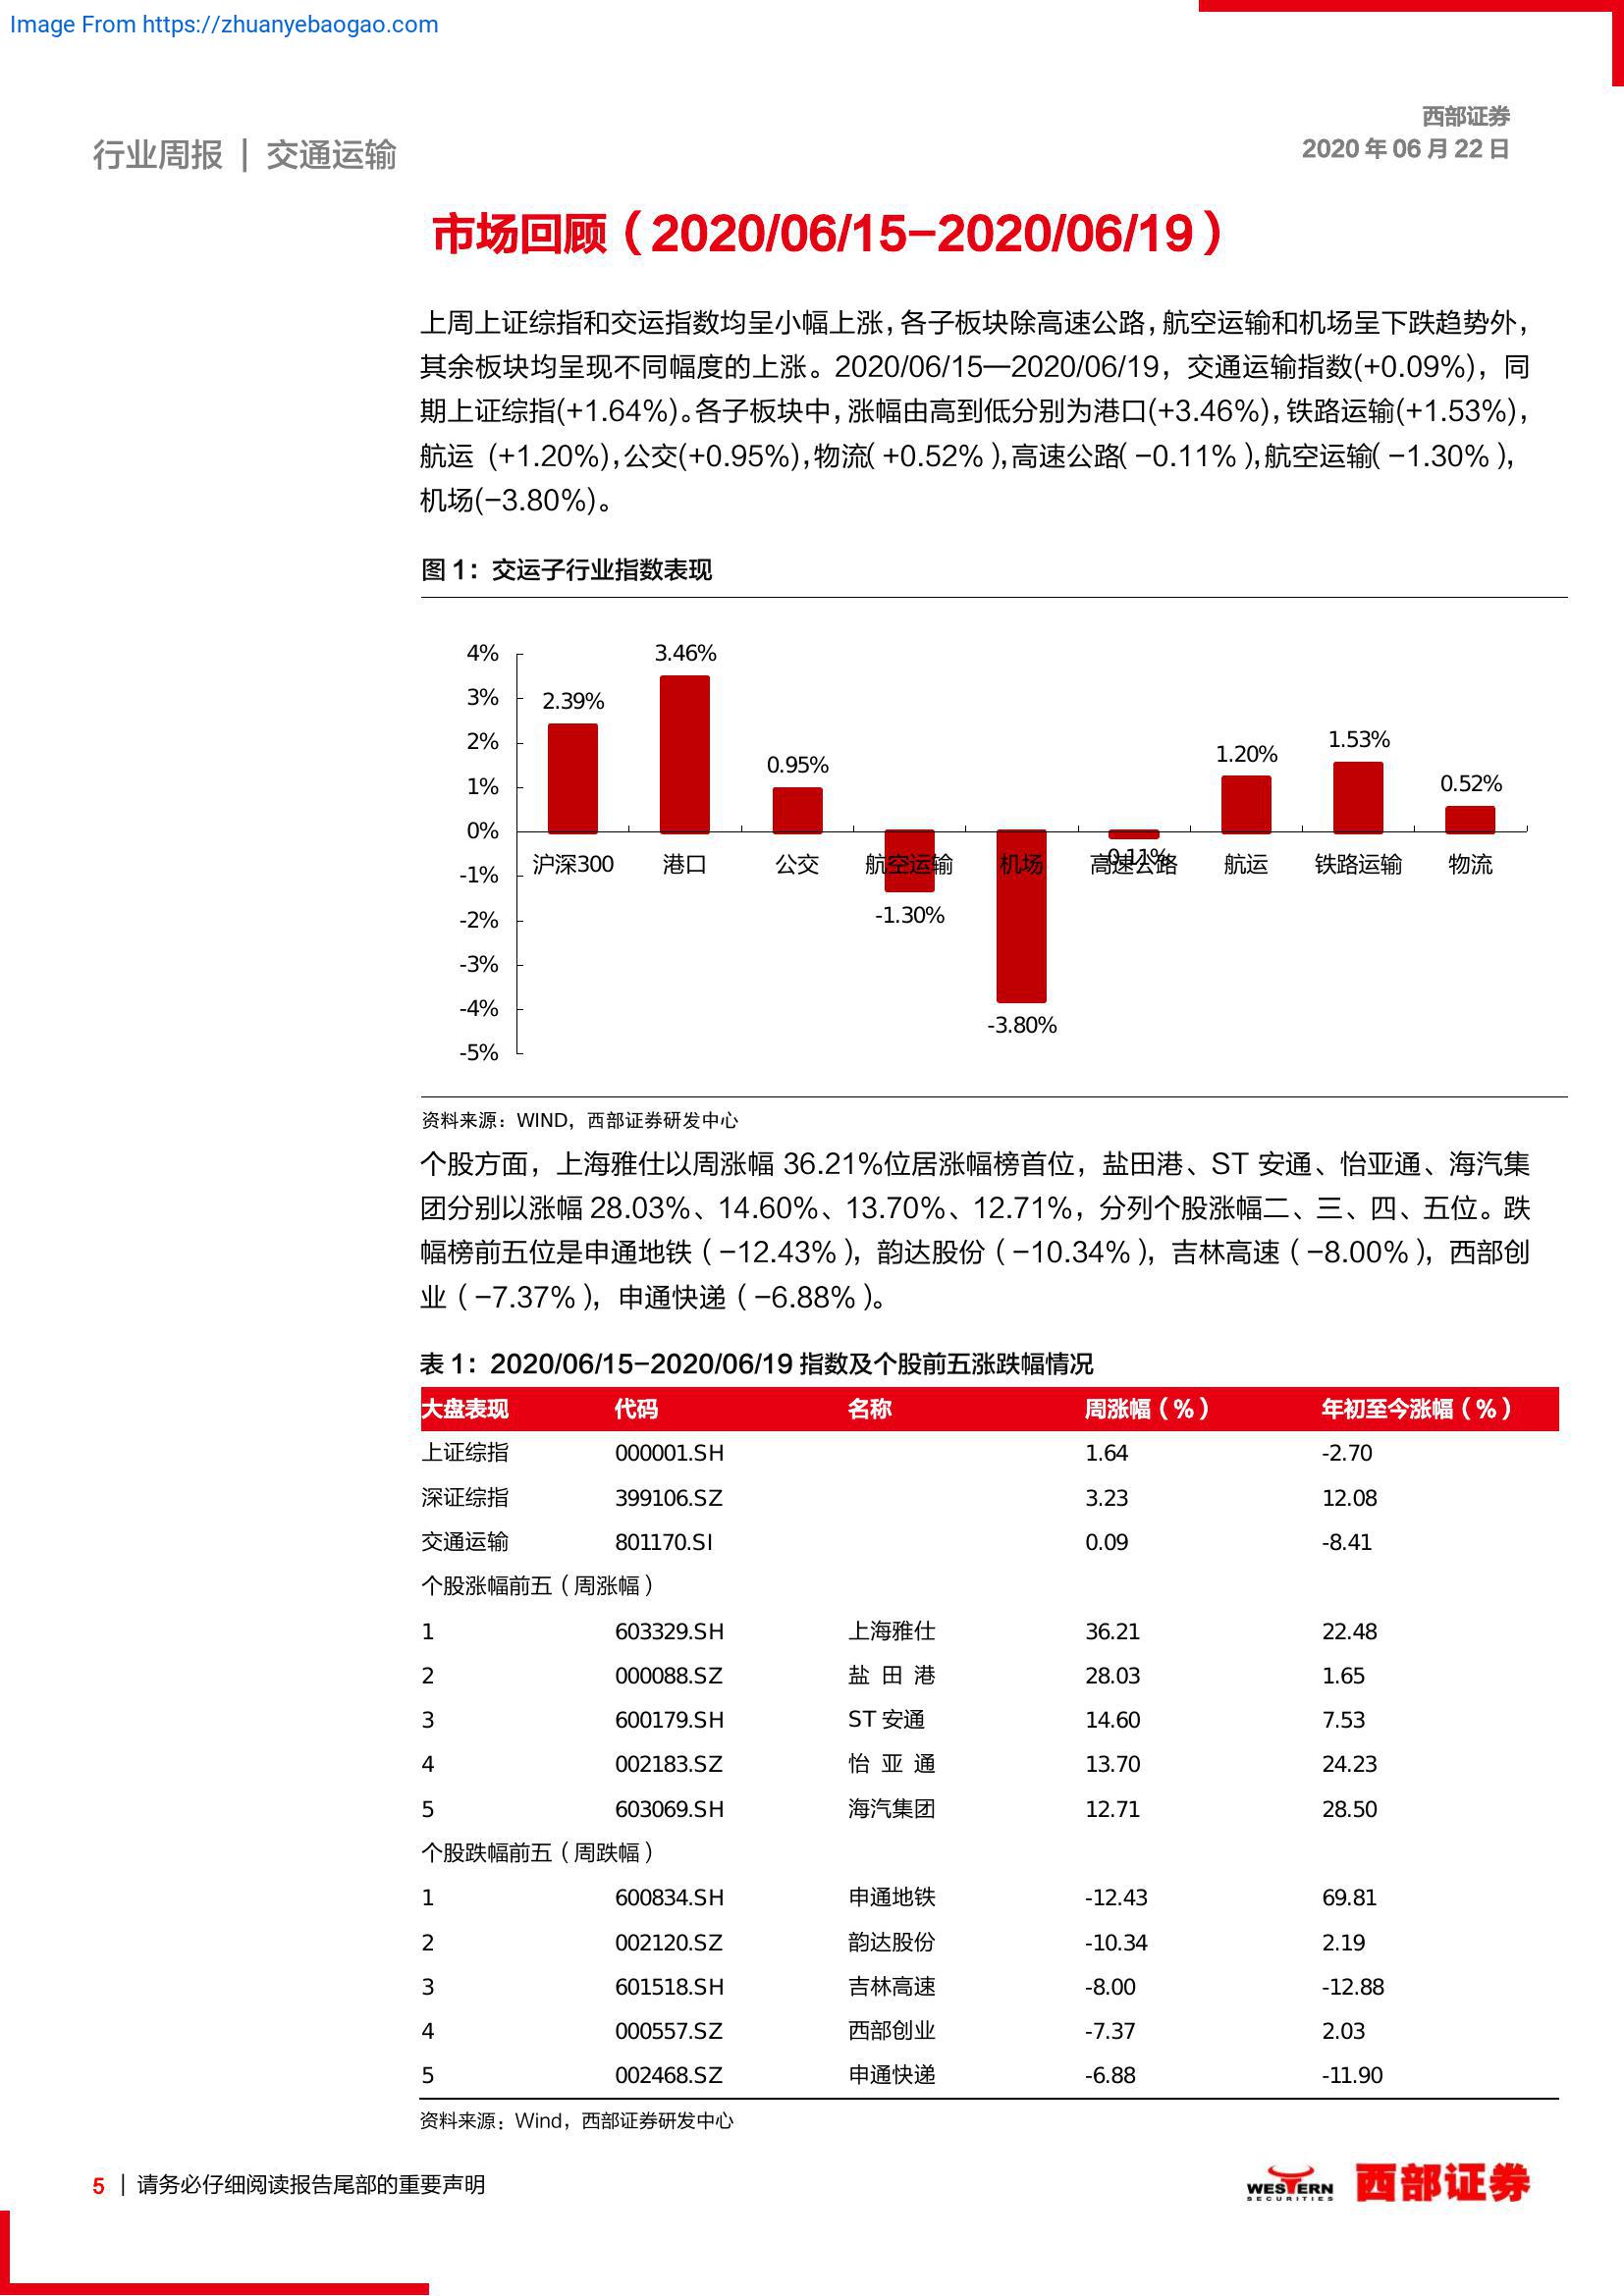 Image From https://zhuanyebaogao.com
西部证券
2020 年 06 月 22 日
行业周报 | 交通运输
市场回顾（2020/06/15-2020/06/19）
上周上证综指和交运指数均呈小幅上涨，各子板块除高速公路，航空运输和机场呈下跌趋势外，
其余板块均呈现不同幅度的上涨。2020/06/15—2020/06/19，交通运输指数(+0.09%)，同
期上证综指(+1.64%)。各子板块中，涨幅由高到低分别为港口(+3.46%)，铁路运输(+1.53%)，
航运 (+1.20%)，公交(+0.95%)，物流( +0.52% )，高速公路( -0.11% )，航空运输( -1.30% )，
机场(-3.80%)。
图 1：交运子行业指数表现
4%
3%
2%
1%
0%
-1%
-2%
-3%
-4%
-5%
2.39%
3.46%
0.95%
-1.30%
-3.80%
-0.11%
1.20%
1.53%
0.52%
沪深300
港口
公交
航空运输
机场
高速公路
航运
铁路运输
物流
资料来源：WIND，西部证券研发中心
个股方面，上海雅仕以周涨幅 36.21%位居涨幅榜首位，盐田港、ST 安通、怡亚通、海汽集
团分别以涨幅 28.03%、14.60%、13.70%、12.71%，分列个股涨幅二、三、四、五位。跌
幅榜前五位是申通地铁（-12.43%），韵达股份（-10.34%），吉林高速（-8.00%），西部创
业（-7.37%），申通快递（-6.88%）。
表 1：2020/06/15-2020/06/19 指数及个股前五涨跌幅情况
大盘表现 代码 名称 周涨幅（%） 年初至今涨幅（%）
上证综指 000001.SH 1.64 -2.70
深证综指 399106.SZ 3.23 12.08
交通运输 801170.SI 0.09 -8.41
个股涨幅前五（周涨幅）
1 603329.SH 上海雅仕 36.21 22.48
2 000088.SZ 盐 田 港 28.03 1.65
3 600179.SH ST 安通 14.60 7.53
4 002183.SZ 怡 亚 通 13.70 24.23
5 603069.SH 海汽集团 12.71 28.50
个股跌幅前五（周跌幅）
1 600834.SH 申通地铁 -12.43 69.81
2 002120.SZ 韵达股份 -10.34 2.19
3 601518.SH 吉林高速 -8.00 -12.88
4 000557.SZ 西部创业 -7.37 2.03
5 002468.SZ 申通快递 -6.88 -11.90
资料来源：Wind，西部证券研发中心
5 | 请务必仔细阅读报告尾部的重要声明
WESTERN
SECURITIES
西部证券